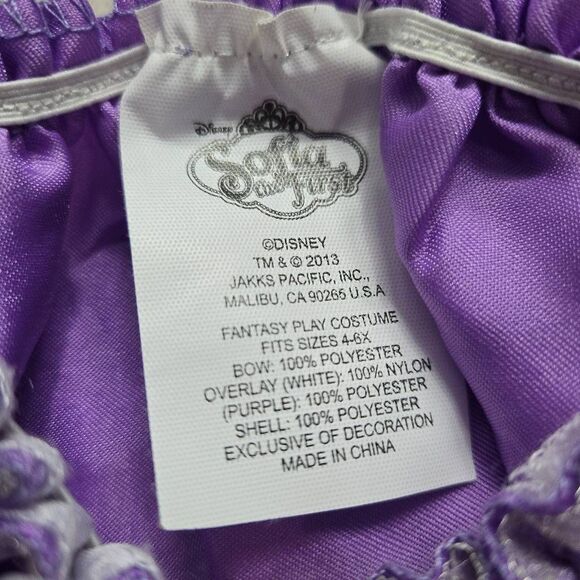 Disney
Sofia
the First
©DISNEY
TM & © 2013
JAKKS PACIFIC, INC.,
MALIBU, CA 90265 U.S.A
FANTASY PLAY COSTUME
FITS SIZES 4-6X
BOW: 100% POLYESTER
OVERLAY (WHITE): 100% NYLON
(PURPLE): 100% POLYESTER
SHELL: 100% POLYESTER
EXCLUSIVE OF DECORATION
MADE IN CHINA